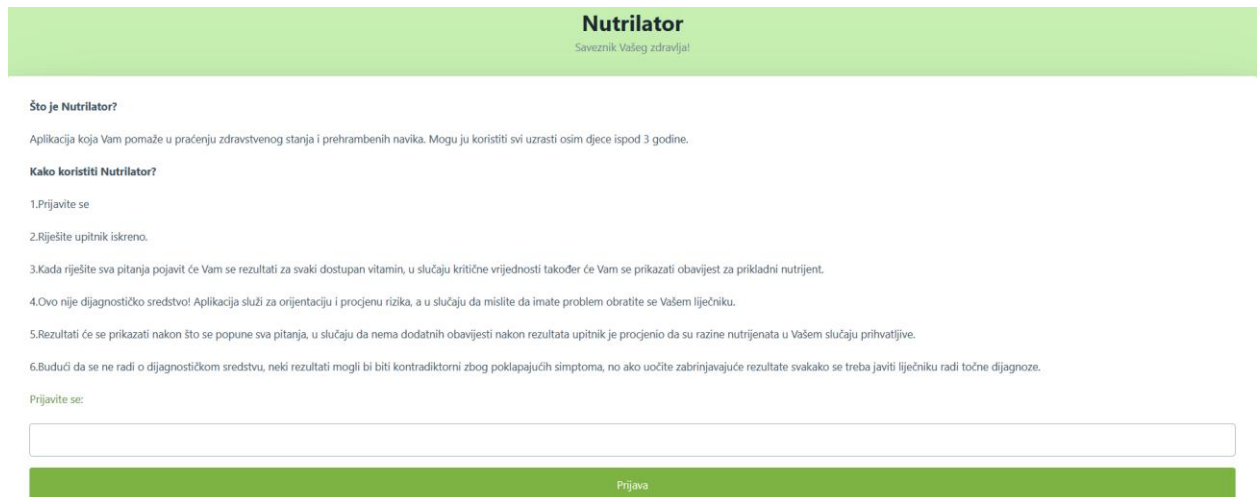 Nutrilator
Saveznik Vašeg zdravlja!
Što je Nutrilator?
Aplikacija koja Vam pomaže u praćenju zdravstvenog stanja i prehrambenih navika. Mogu ju koristiti svi uzrasti osim djece ispod 3 godine.
Kako koristiti Nutrilator?
1.Prijavite se
2.Riješite upitnik iskreno.
3.Kada riješite sva pitanja pojavit će Vam se rezultati za svaki dostupan vitamin, u slučaju kritične vrijednosti također će Vam se prikazati obavijest za prikladni nutrijent.
4.Ovo nije dijagnostičko sredstvo! Aplikacija služi za orijentaciju i procjenu rizika, a u slučaju da mislite da imate problem obratite se Vašem liječniku.
5.Rezultati će se prikazati nakon što se popune sva pitanja, u slučaju da nema dodatnih obavijesti nakon rezultata upitnik je procjenio da su razine nutrijenata u Vašem slučaju prihvatljive.
6.Budući da se ne radi o dijagnostičkom sredstvu, neki rezultati mogli bi biti kontradiktorni zbog poklapajućih simptoma, no ako uočite zabrinjavajuće rezultate svakako se treba javiti liječniku radi točne dijagnoze.
Prijavite se:
Prijava